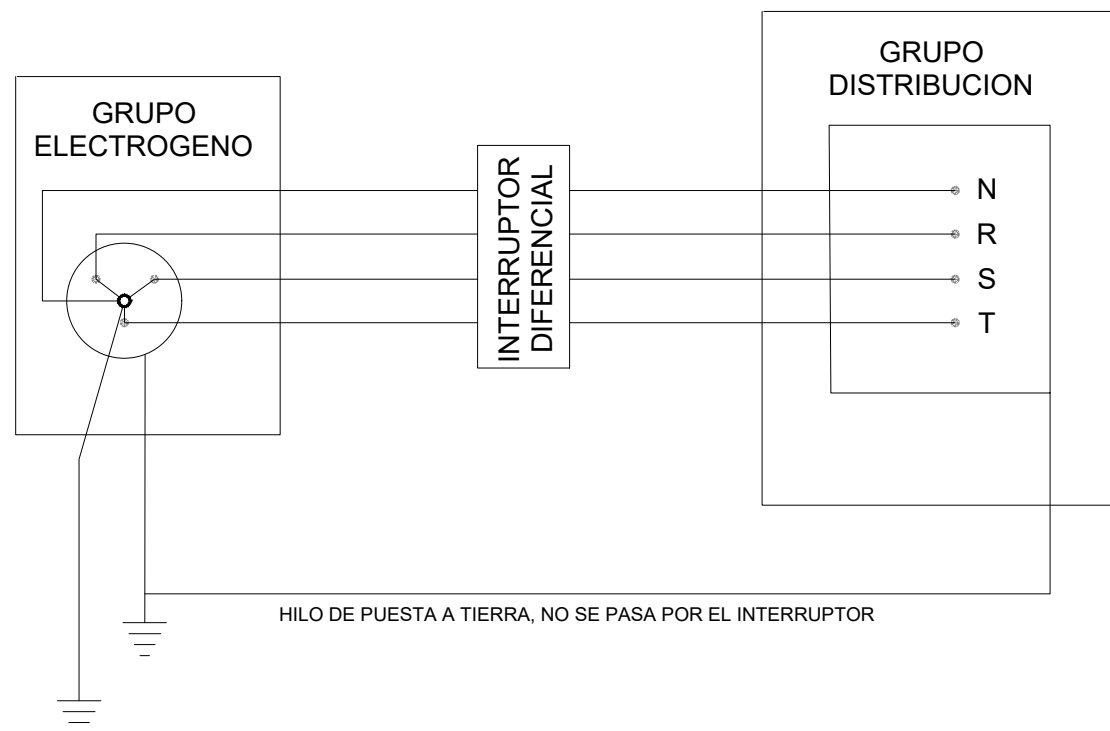 GRUPO
ELECTROGENO
INTERRUPTOR
DIFERENCIAL
GRUPO
DISTRIBUCION
N
R
S
T
HILO DE PUESTA A TIERRA, NO SE PASA POR EL INTERRUPTOR